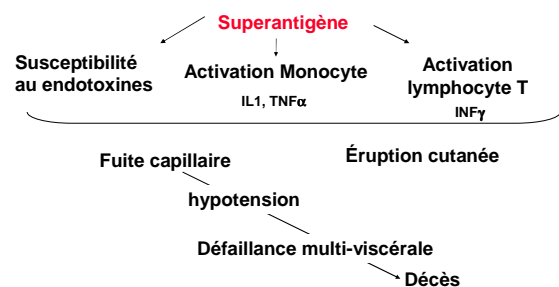 Superantigène
Susceptibilité
au endotoxines
Activation Monocyte
IL1, TNFα
Activation
lymphocyte T
INFγ
Fuite capillaire
Éruption cutanée
hypotension
Défaillance multi-viscérale
Décès